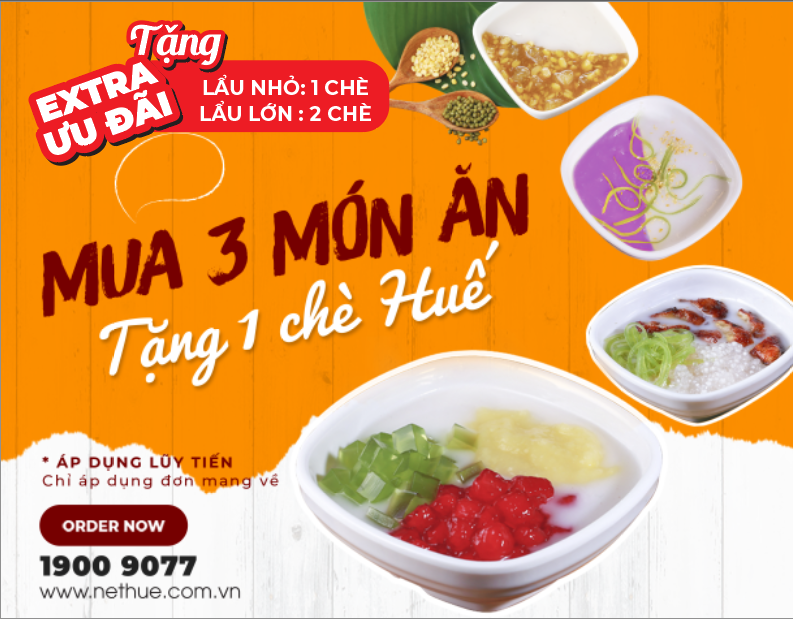 Tặng
EXTRA
ƯU ĐÃI
LẨU NHỎ: 1 CHÈ
LẨU LỚN : 2 CHÈ
MUA 3 MÓN ĂN
Tặng 1 chè Huế
* ÁP DỤNG LŨY TIẾN
Chỉ áp dụng đơn mang về
ORDER NOW
1900 9077
www.nethue.com.vn